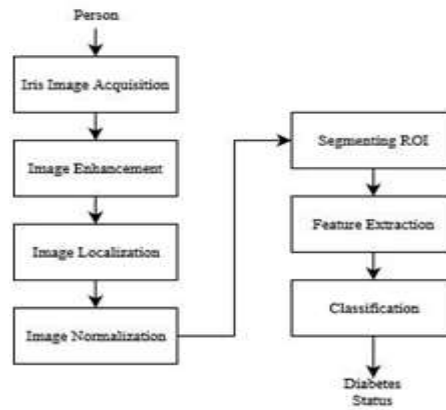 Person
Iris Image Acquisition
Image Enhancement
Image Localization
Image Normalization
Segmenting ROI
Feature Extraction
Classification
Diabetes
Status